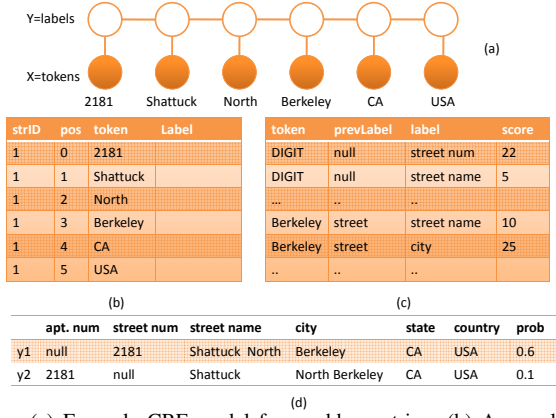 Y=labels
(a)
X=tokens
2181 Shattuck North Berkeley CA USA
strID pos token Label
1 0 2181
1 1 Shattuck
1 2 North
1 3 Berkeley
1 4 CA
1 5 USA
(b)
token prevLabel label score
DIGIT null street num 22
DIGIT null street name 5
... .. ..
Berkeley street street name 10
Berkeley street city 25
.. .. ..
(c)
apt. num street num street name city state country prob
y1 null 2181 Shattuck North Berkeley CA USA 0.6
y2 2181 null Shattuck North Berkeley CA USA 0.1
(d)